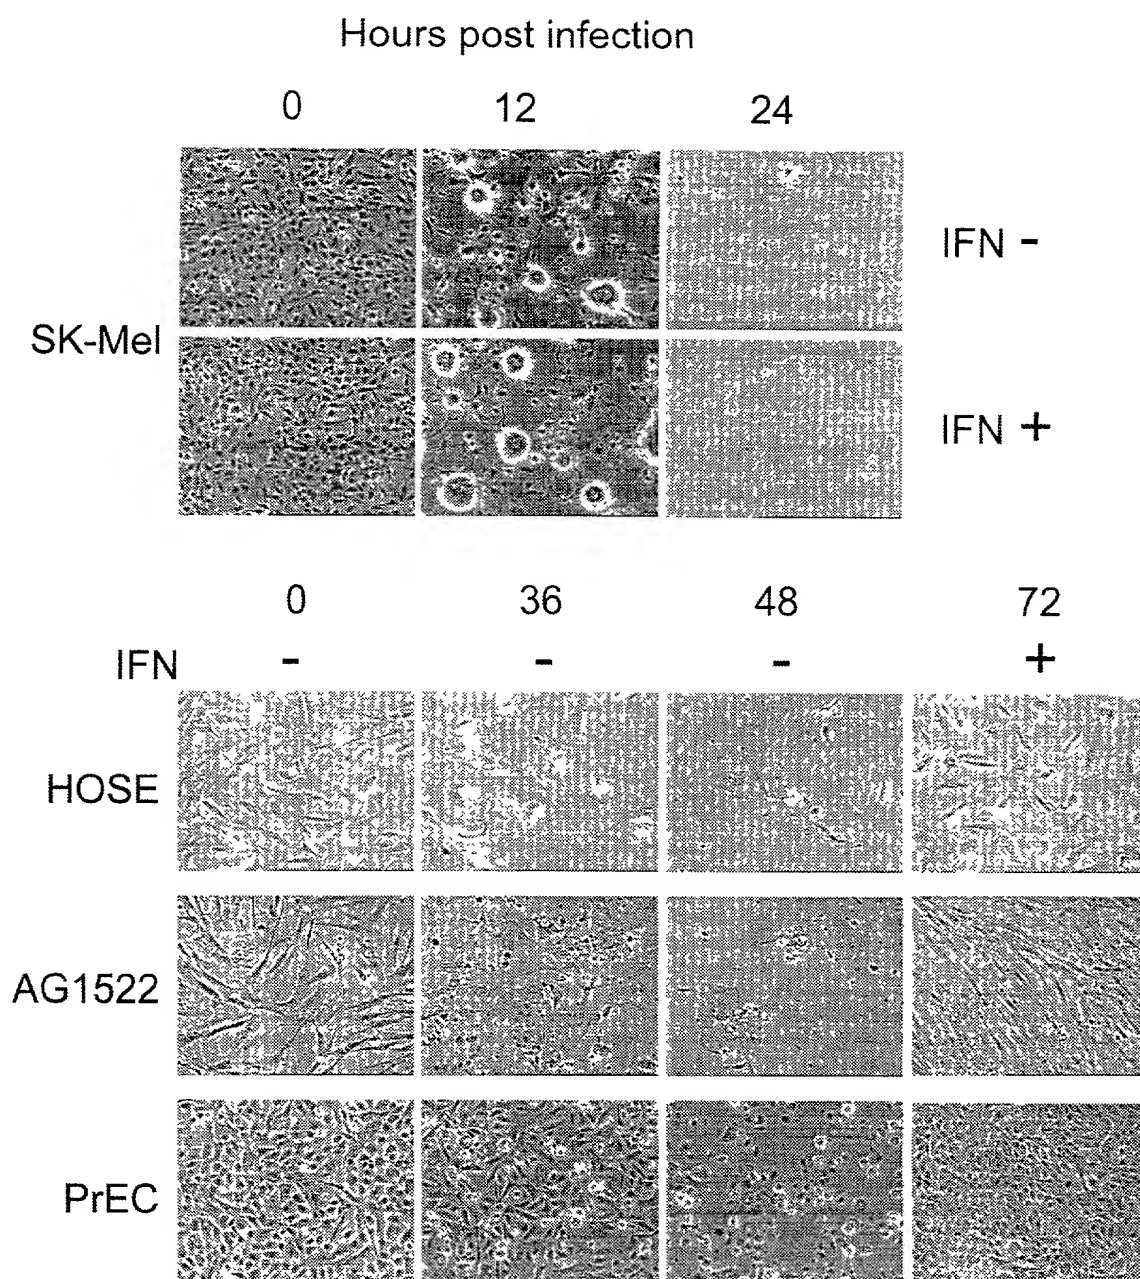 Hours post infection
0 12 24
IFN -
SK-Mel
IFN +
0 36 48 72
IFN - - - +
HOSE
AG1522
PrEC